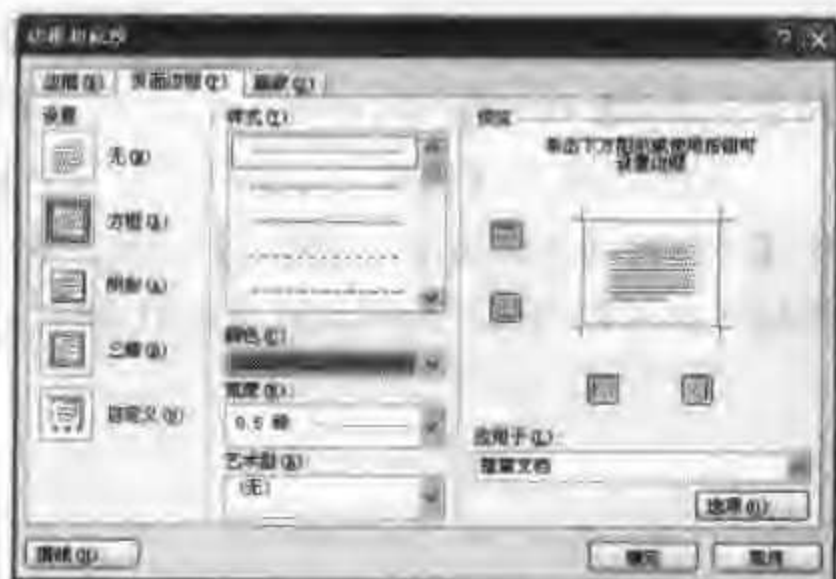 边框和底纹
边框(B) 页面边框(P) 底纹(S)
设置
无(N)
方框(X)
阴影(A)
三维(D)
自定义(U)
样式(Y):
颜色(C):
宽度(W):
0.5 磅
艺术型(R):
(无)
预览
单击下方图示或使用按钮可
设置边框
应用于(L):
整篇文档
选项(O)...
横线(H)...
确定 取消